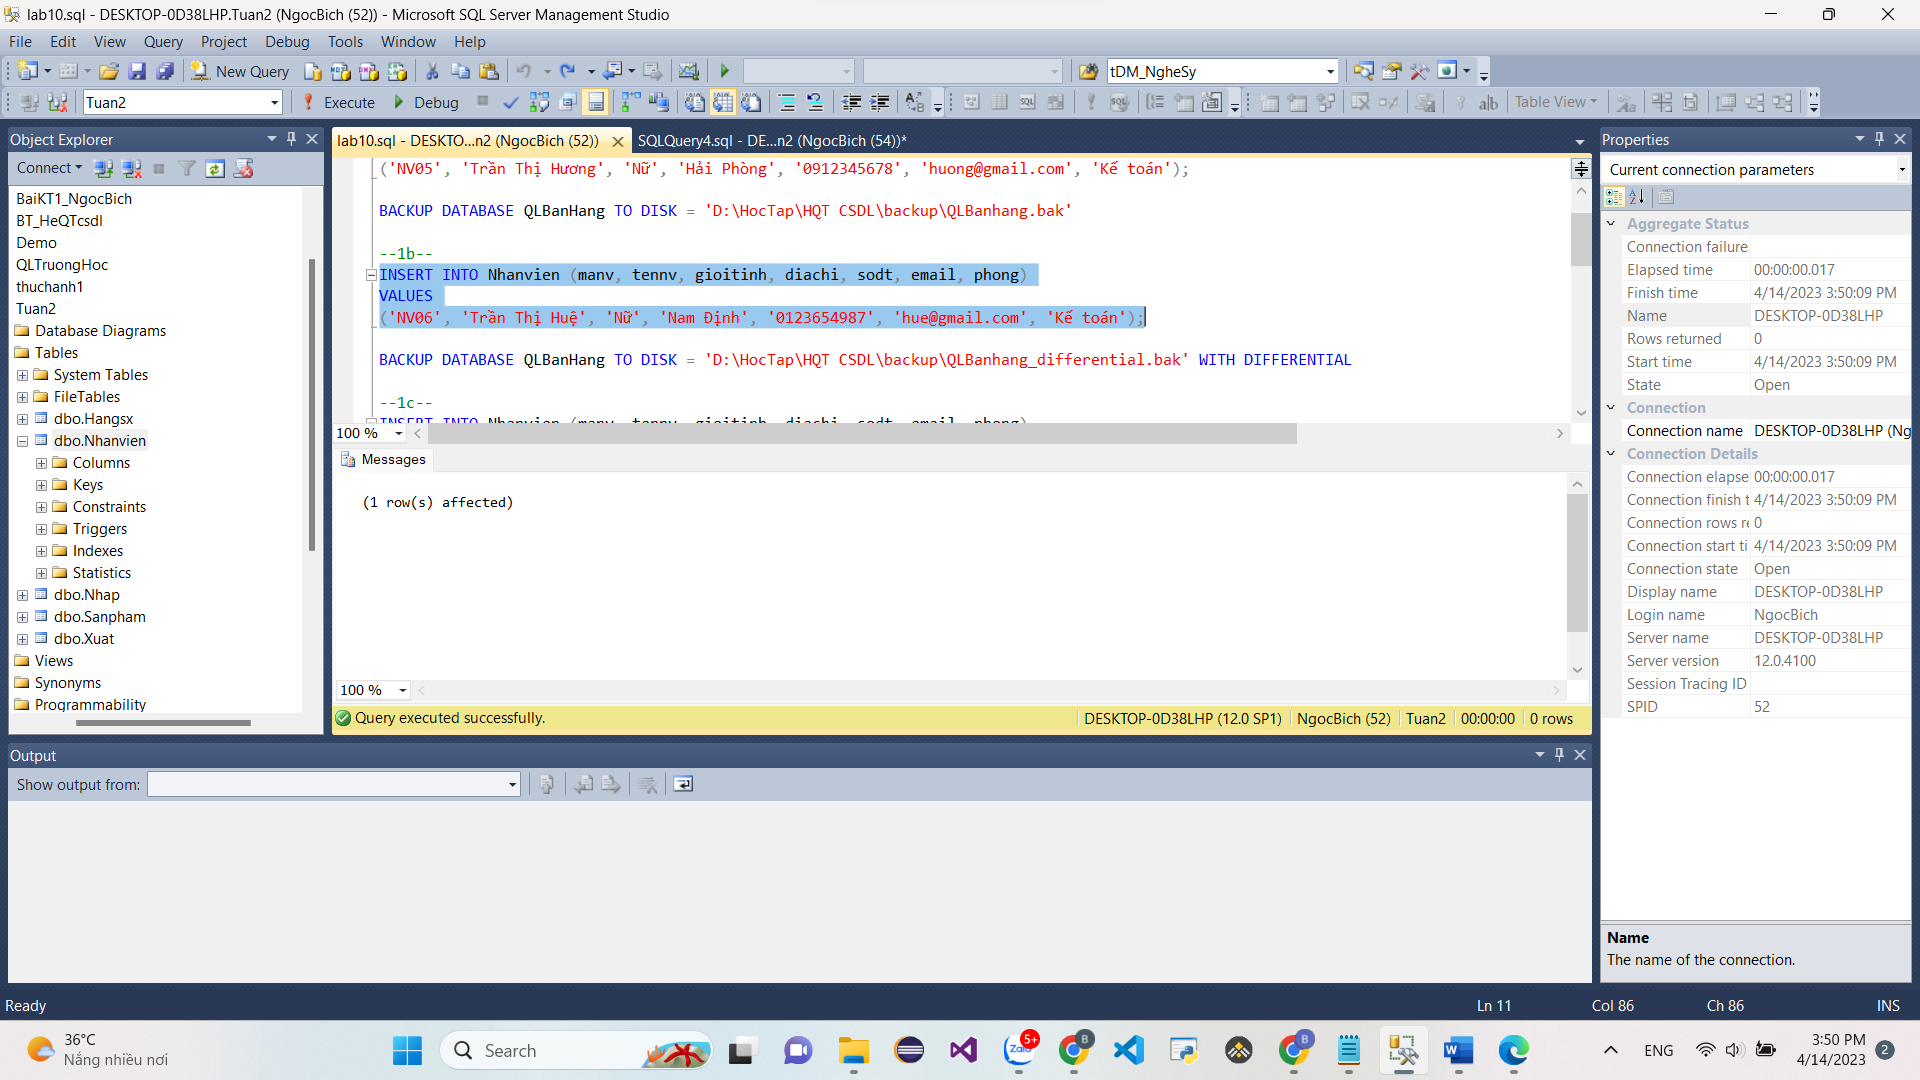 lab10.sql - DESKTOP-0D38LHP.Tuan2 (NgocBich (52)) - Microsoft SQL Server Management Studio
File Edit View Query Project Debug Tools Window Help
New Query tDM_NgheSy
Tuan2 Execute Debug Table View
Object Explorer
Connect
BaiKT1_NgocBich
BT_HeQTcsdl
Demo
QLTruongHoc
thuchanh1
Tuan2
Database Diagrams
Tables
System Tables
FileTables
dbo.Hangsx
dbo.Nhanvien
Columns
Keys
Constraints
Triggers
Indexes
Statistics
dbo.Nhap
dbo.Sanpham
dbo.Xuat
Views
Synonyms
Programmability
lab10.sql - DESKTO...n2 (NgocBich (52)) SQLQuery4.sql - DE...n2 (NgocBich (54))*
('NV05', 'Trần Thị Hương', 'Nữ', 'Hải Phòng', '0912345678', 'huong@gmail.com', 'Kế toán');
BACKUP DATABASE QLBanHang TO DISK = 'D:\HocTap\HQT CSDL\backup\QLBanhang.bak'
--1b--
INSERT INTO Nhanvien (manv, tennv, gioitinh, diachi, sodt, email, phong)
VALUES
('NV06', 'Trần Thị Huệ', 'Nữ', 'Nam Định', '0123654987', 'hue@gmail.com', 'Kế toán');
BACKUP DATABASE QLBanHang TO DISK = 'D:\HocTap\HQT CSDL\backup\QLBanhang_differential.bak' WITH DIFFERENTIAL
--1c--
INSERT INTO Nhanvien (manv, tennv, gioitinh, diachi, sodt, email, phong)
100 %
Messages
(1 row(s) affected)
100 %
Query executed successfully. DESKTOP-0D38LHP (12.0 SP1) NgocBich (52) Tuan2 00:00:00 0 rows
Properties
Current connection parameters
Aggregate Status
Connection failure
Elapsed time 00:00:00.017
Finish time 4/14/2023 3:50:09 PM
Name DESKTOP-0D38LHP
Rows returned 0
Start time 4/14/2023 3:50:09 PM
State Open
Connection
Connection name DESKTOP-0D38LHP (Ng
Connection Details
Connection elapse 00:00:00.017
Connection finish t 4/14/2023 3:50:09 PM
Connection rows re 0
Connection start ti 4/14/2023 3:50:09 PM
Connection state Open
Display name DESKTOP-0D38LHP
Login name NgocBich
Server name DESKTOP-0D38LHP
Server version 12.0.4100
Session Tracing ID
SPID 52
Name
The name of the connection.
Output
Show output from:
Ready Ln 11 Col 86 Ch 86 INS
36°C
Nắng nhiều nơi
Search
5+
Zalo
B
B
ENG
3:50 PM
4/14/2023
2